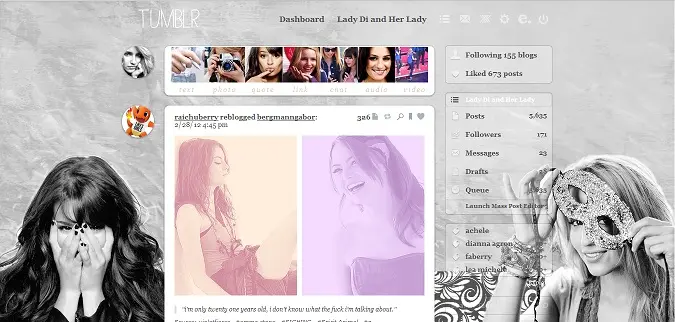 TUMBLR
Dashboard Lady Di and Her Lady
text photo quote link chat audio video
raichuberry reblogged bergmanngabor:
326
2/28/12 4:45 pm
"i'm only twenty one years old, i don't know what the fuck i'm talking about."
Following 155 blogs
Liked 673 posts
Lady Di and Her Lady
Posts 5,635
Followers 171
Messages 23
Drafts
Queue
Launch Mass Post Editor
achele
dianna agron
faberry
lea michele